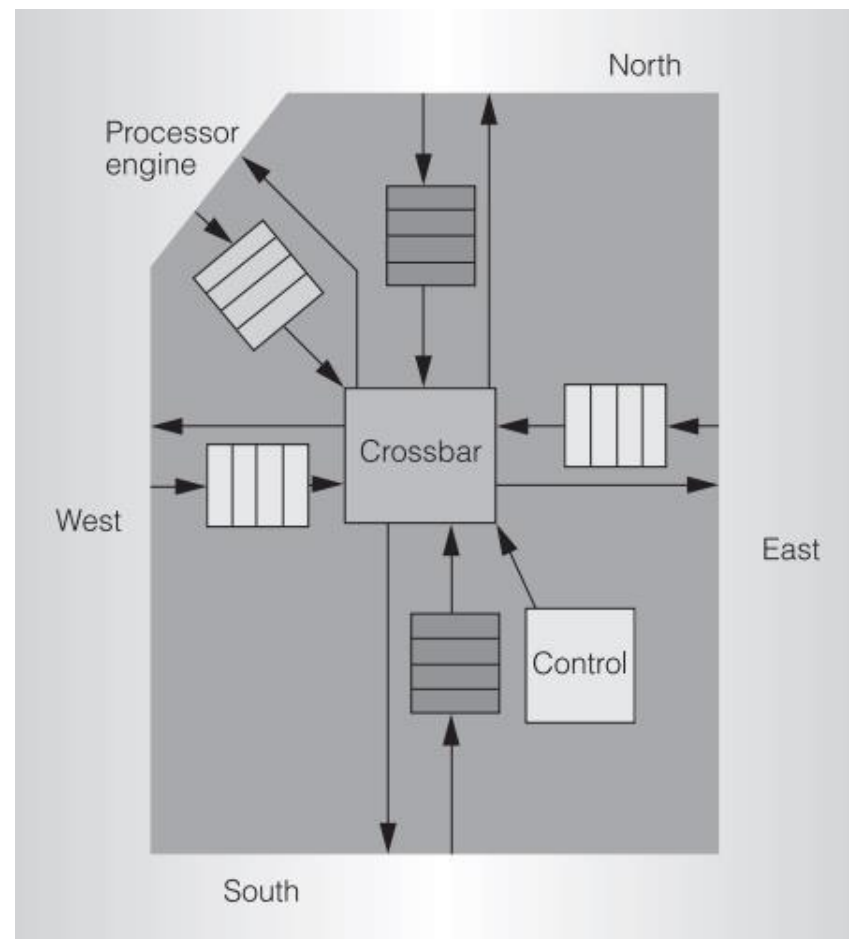 North
Processor
engine
Crossbar
West
East
Control
South